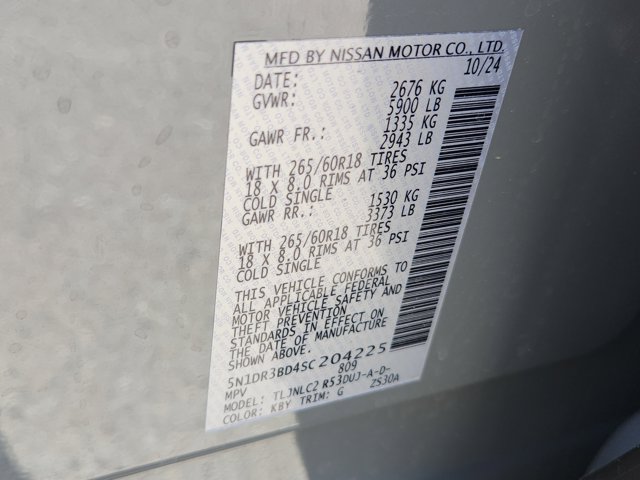 MFD BY NISSAN MOTOR CO., LTD.
DATE: 10/24
GVWR: 2676 KG
5900 LB
GAWR FR.: 1335 KG
2943 LB
WITH 265/60R18 TIRES
18 X 8.0 RIMS AT 36 PSI
COLD SINGLE
GAWR RR.: 1530 KG
3373 LB
WITH 265/60R18 TIRES
18 X 8.0 RIMS AT 36 PSI
COLD SINGLE
THIS VEHICLE CONFORMS TO
ALL APPLICABLE FEDERAL
MOTOR VEHICLE SAFETY AND
THEFT PREVENTION
STANDARDS IN EFFECT ON
THE DATE OF MANUFACTURE
SHOWN ABOVE.
5N1DR3BD4SC204225
MPV 809
MODEL: TLJNLC2 R53DUJ-A-D-
COLOR: KBY TRIM: G ZS30A